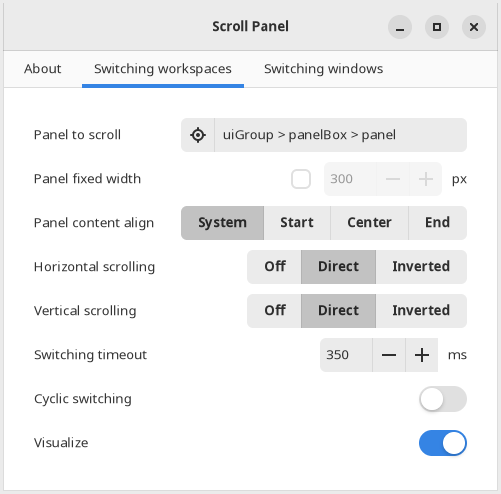 Scroll Panel
About Switching workspaces Switching windows
Panel to scroll uiGroup > panelBox > panel
Panel fixed width 300 px
Panel content align System Start Center End
Horizontal scrolling Off Direct Inverted
Vertical scrolling Off Direct Inverted
Switching timeout 350 ms
Cyclic switching
Visualize